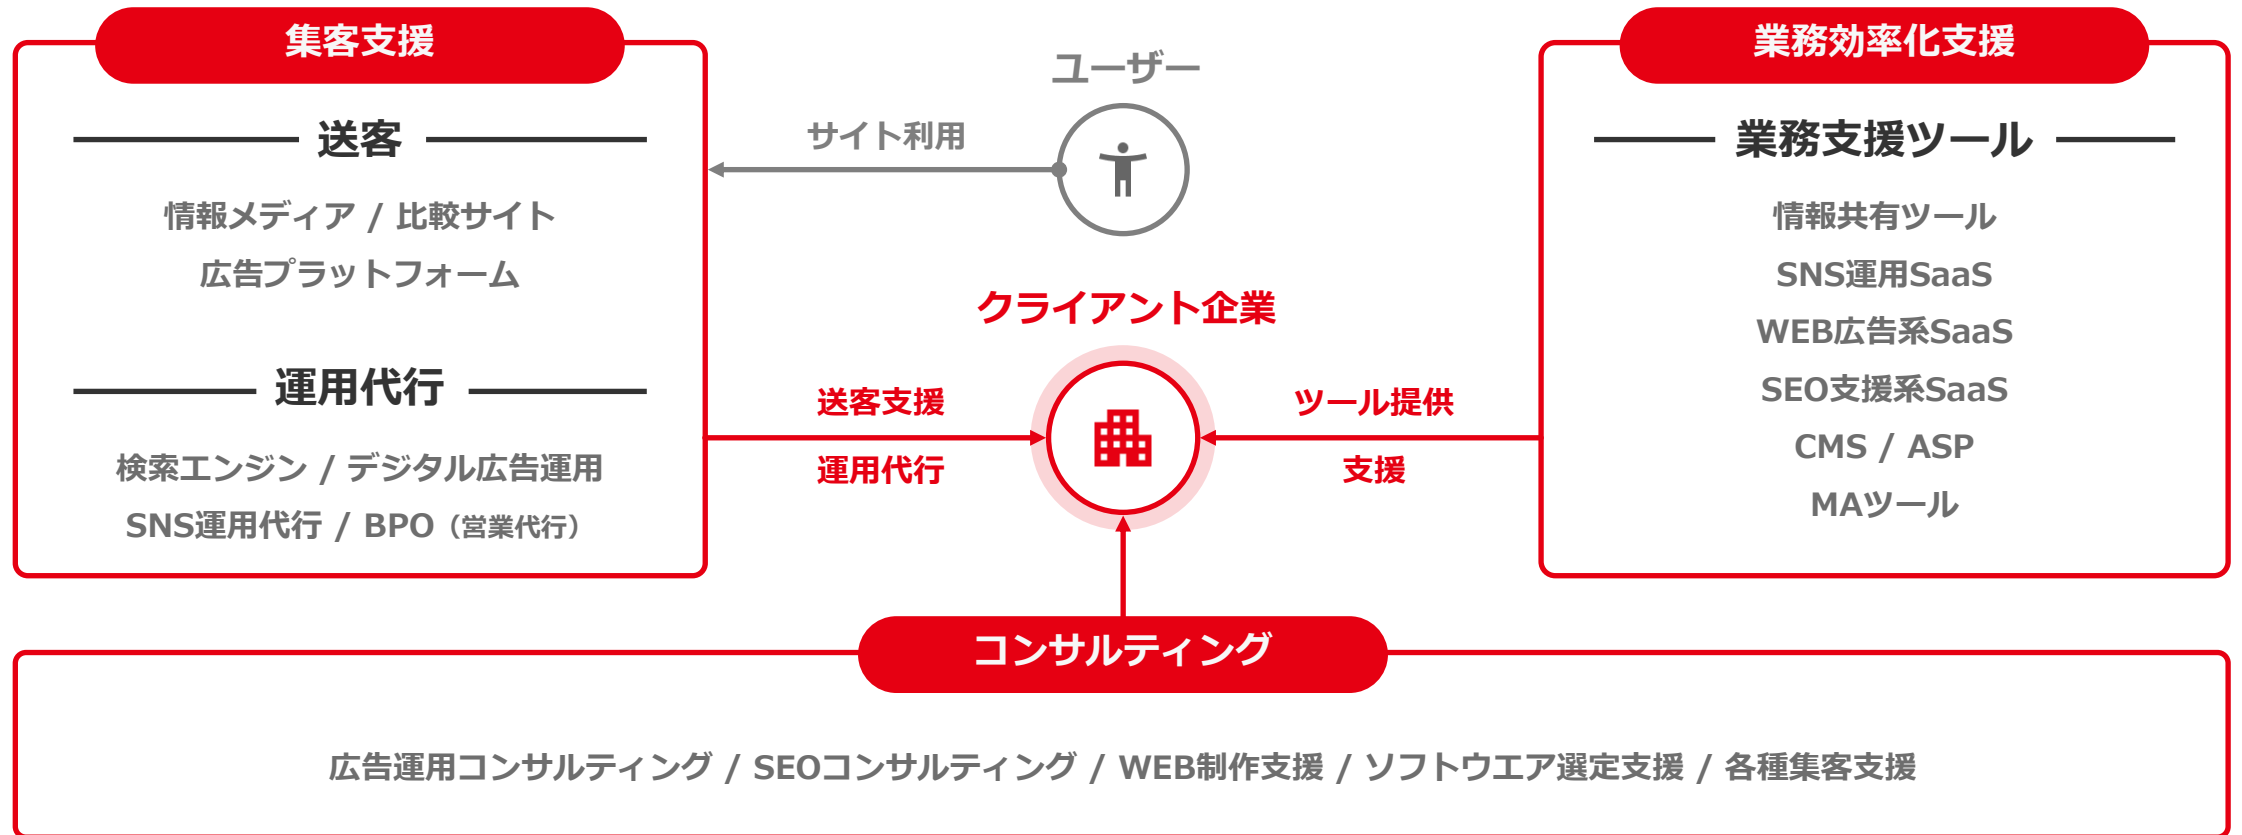 集客支援
送客
情報メディア / 比較サイト
広告プラットフォーム
運用代行
検索エンジン / デジタル広告運用
SNS運用代行 / BPO（営業代行）
ユーザー
サイト利用
クライアント企業
送客支援
運用代行
ツール提供
支援
業務効率化支援
業務支援ツール
情報共有ツール
SNS運用SaaS
WEB広告系SaaS
SEO支援系SaaS
CMS / ASP
MAツール
コンサルティング
広告運用コンサルティング / SEOコンサルティング / WEB制作支援 / ソフトウエア選定支援 / 各種集客支援